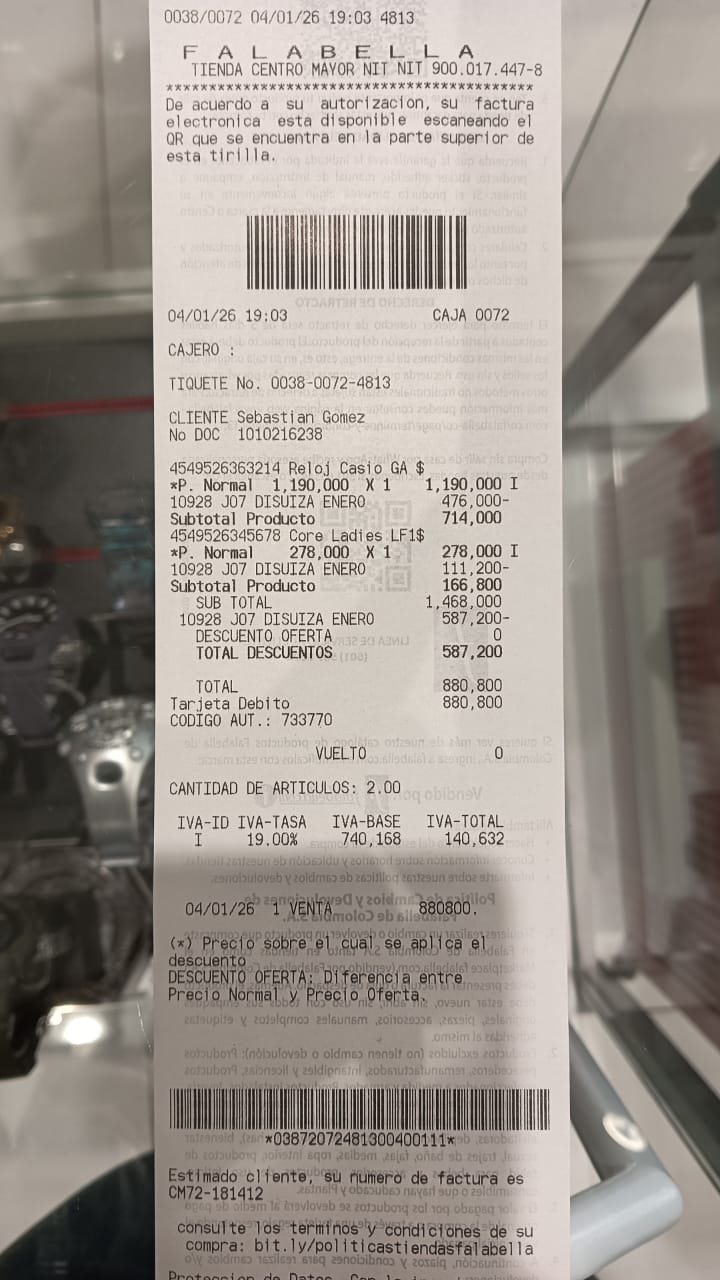 0038/0072 04/01/26 19:03 4813
F A L A B E L L A
TIENDA CENTRO MAYOR NIT NIT 900.017.447-8
******************************************
De acuerdo a su autorizacion, su factura
electronica esta disponible escaneando el
QR que se encuentra en la parte superior de
esta tirilla.
04/01/26 19:03 CAJA 0072
CAJERO :
TIQUETE No. 0038-0072-4813
CLIENTE Sebastian Gomez
No DOC 1010216238
4549526363214 Reloj Casio GA $
*P. Normal 1,190,000 X 1 1,190,000 I
10928 J07 DISUIZA ENERO 476,000-
Subtotal Producto 714,000
4549526345678 Core Ladies LF1$
*P. Normal 278,000 X 1 278,000 I
10928 J07 DISUIZA ENERO 111,200-
Subtotal Producto 166,800
SUB TOTAL 1,468,000
10928 J07 DISUIZA ENERO 587,200-
DESCUENTO OFERTA 0
TOTAL DESCUENTOS 587,200
TOTAL 880,800
Tarjeta Debito 880,800
CODIGO AUT.: 733770
VUELTO 0
CANTIDAD DE ARTICULOS: 2.00
IVA-ID IVA-TASA IVA-BASE IVA-TOTAL
I 19.00% 740,168 140,632
04/01/26 1 VENTA 880800.
(*) Precio sobre el cual se aplica el
descuento
DESCUENTO OFERTA: Diferencia entre
Precio Normal y Precio Oferta.
*03872072481300400111*
Estimado cliente, su numero de factura es
CM72-181412
consulte los terminos y condiciones de su
compra: bit.ly/politicastiendasfalabella